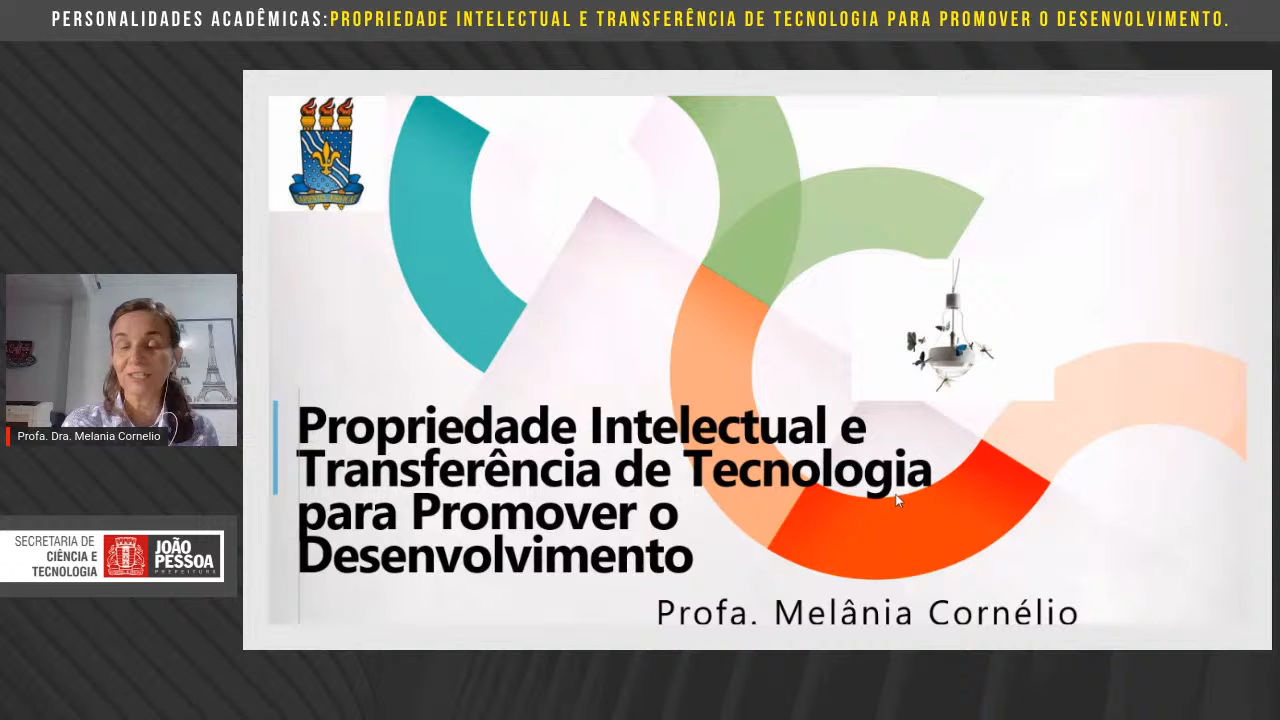 PERSONALIDADES ACADÊMICAS:PROPRIEDADE INTELECTUAL E TRANSFERÊNCIA DE TECNOLOGIA PARA PROMOVER O DESENVOLVIMENTO.
Propriedade Intelectual e
Transferência de Tecnologia
para Promover o
Desenvolvimento
Profa. Melânia Cornélio
Profa. Dra. Melania Cornelio
SECRETARIA DE
CIÊNCIA E
TECNOLOGIA
JOÃO
PESSOA
PREFEITURA